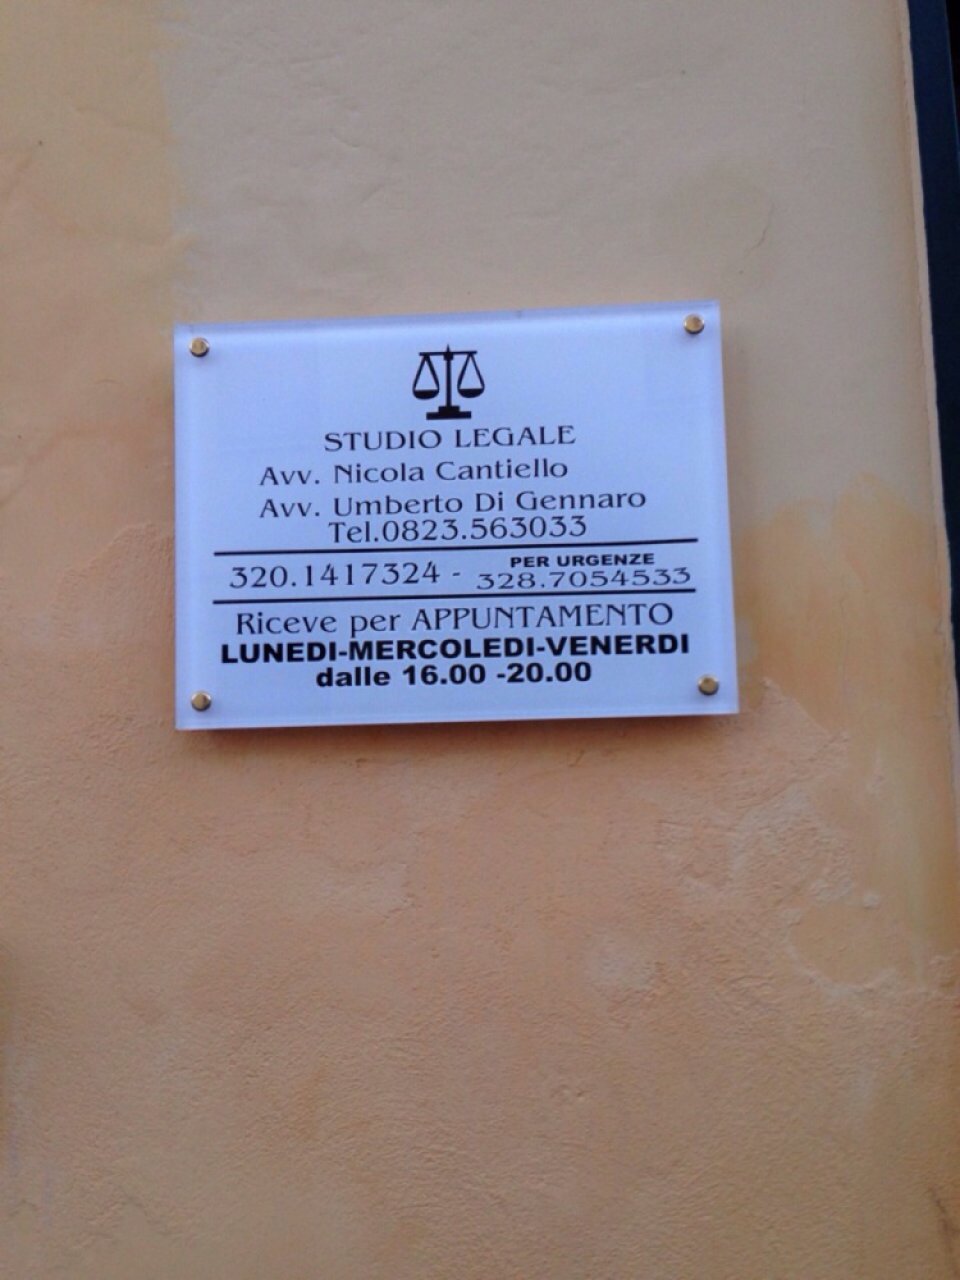 STUDIO LEGALE
Avv. Nicola Cantiello
Avv. Umberto Di Gennaro
Tel.0823.563033
PER URGENZE
320.1417324 - 328.7054533
Riceve per APPUNTAMENTO
LUNEDI-MERCOLEDI-VENERDI
dalle 16.00 -20.00